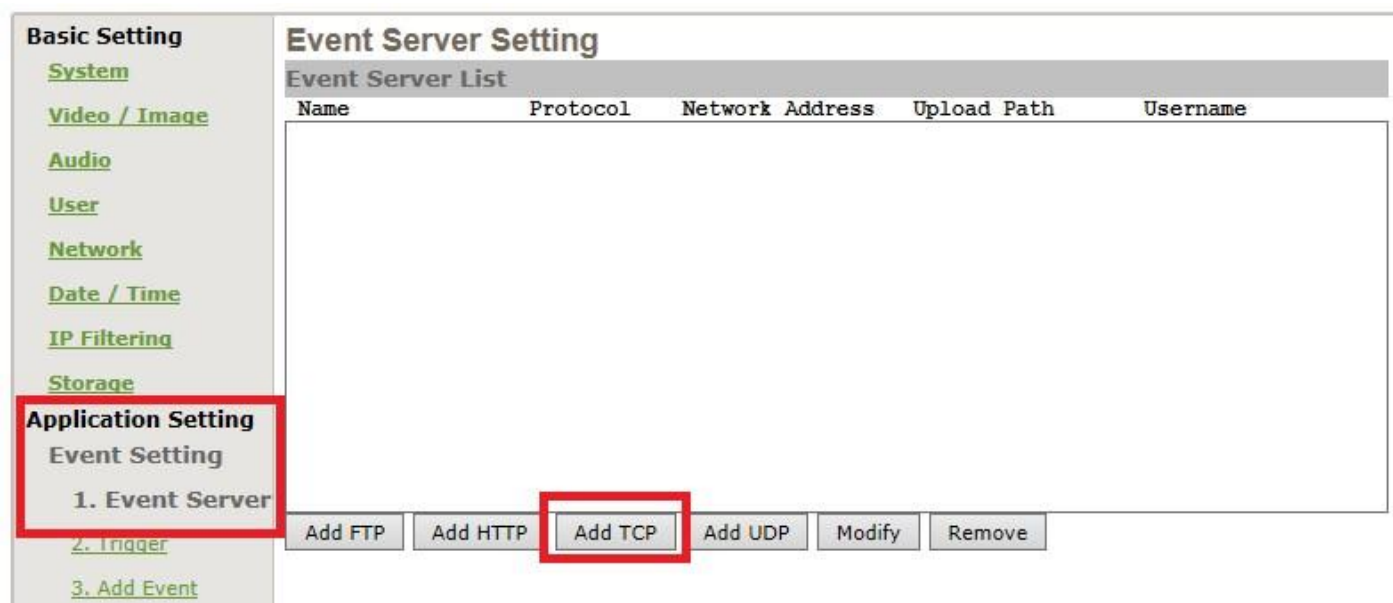 Basic Setting
System
Video / Image
Audio
User
Network
Date / Time
IP Filtering
Storage
Application Setting
Event Setting
1. Event Server
2. Trigger
3. Add Event
Event Server Setting
Event Server List
Name Protocol Network Address Upload Path Username
Add FTP Add HTTP Add TCP Add UDP Modify Remove